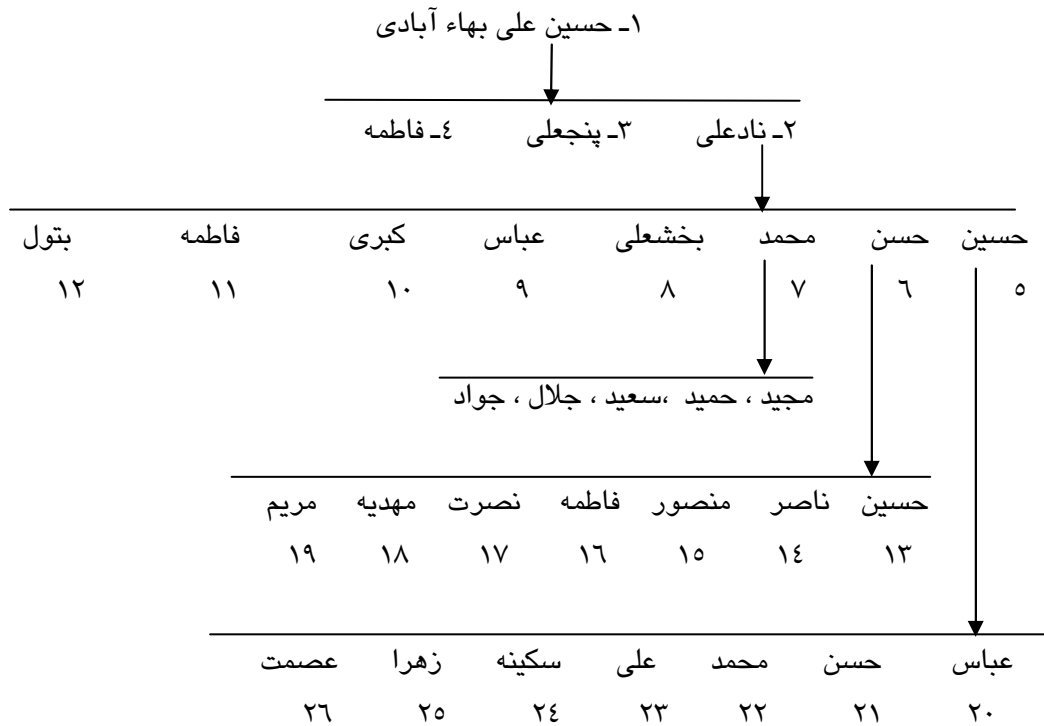 ١ـ حسین علی بهاء آبادی
٢ـ نادعلی ٣ـ پنجعلی ٤ـ فاطمه
حسین حسن محمد بخشعلی عباس کبری فاطمه بتول
٥ ٦ ٧ ٨ ٩ ١٠ ١١ ١٢
مجید ، حمید ،سعید ، جلال ، جواد
حسین ناصر منصور فاطمه نصرت مهدیه مریم
١٣ ١٤ ١٥ ١٦ ١٧ ١٨ ١٩
عباس حسن محمد علی سکینه زهرا عصمت
٢٠ ٢١ ٢٢ ٢٣ ٢٤ ٢٥ ٢٦